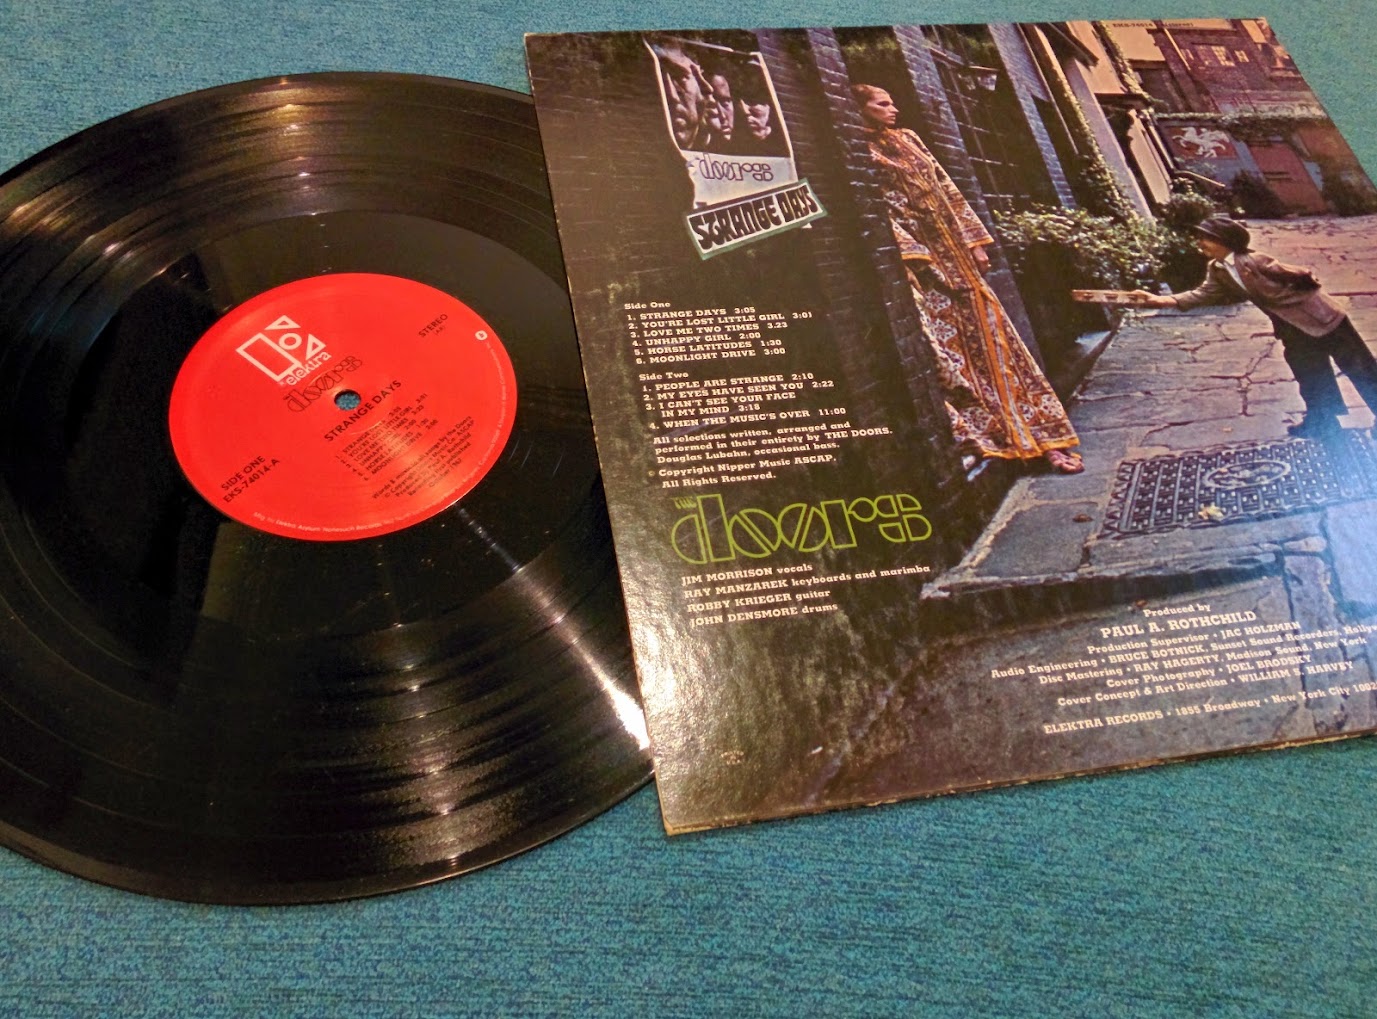 elektra
doors
STEREO
STRANGE DAYS
SIDE ONE
EKS-74014-A
doors
STRANGE DAYS
EKS-74014
Side One
1. STRANGE DAYS 3:05
2. YOU'RE LOST LITTLE GIRL 3:01
3. LOVE ME TWO TIMES 3.23
4. UNHAPPY GIRL 2:00
5. HORSE LATITUDES 1:30
6. MOONLIGHT DRIVE 3:00
Side Two
1. PEOPLE ARE STRANGE 2:10
2. MY EYES HAVE SEEN YOU 2:22
3. I CAN'T SEE YOUR FACE
IN MY MIND 3:18
4. WHEN THE MUSIC'S OVER 11:00
All selections written, arranged and
performed in their entirety by THE DOORS.
Douglas Lubahn, occasional bass.
© Copyright Nipper Music ASCAP.
All Rights Reserved.
THE
doors
JIM MORRISON vocals
RAY MANZAREK keyboards and marimba
ROBBY KRIEGER guitar
JOHN DENSMORE drums
Produced by
PAUL A. ROTHCHILD
Production Supervisor • JAC HOLZMAN
Audio Engineering • BRUCE BOTNICK, Sunset Sound Recorders,
Disc Mastering • RAY HAGERTY, Madison Sound, New York
Cover Photography • JOEL BRODSKY
Cover Concept & Art Direction • WILLIAM S. HARVEY
ELEKTRA RECORDS • 1855 Broadway • New York City